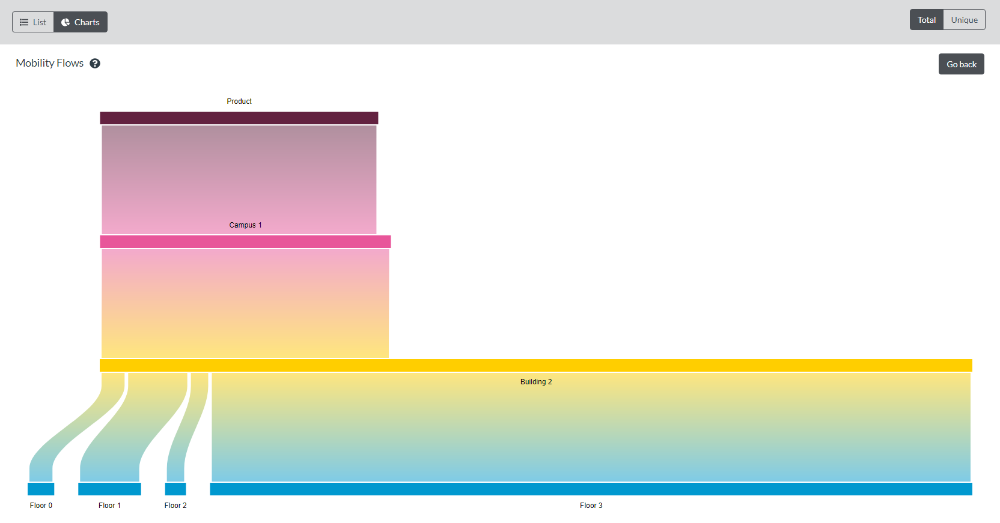 List
Charts
Total
Unique
Mobility Flows ?
Go back
Product
Campus 1
Building 2
Floor 0
Floor 1
Floor 2
Floor 3